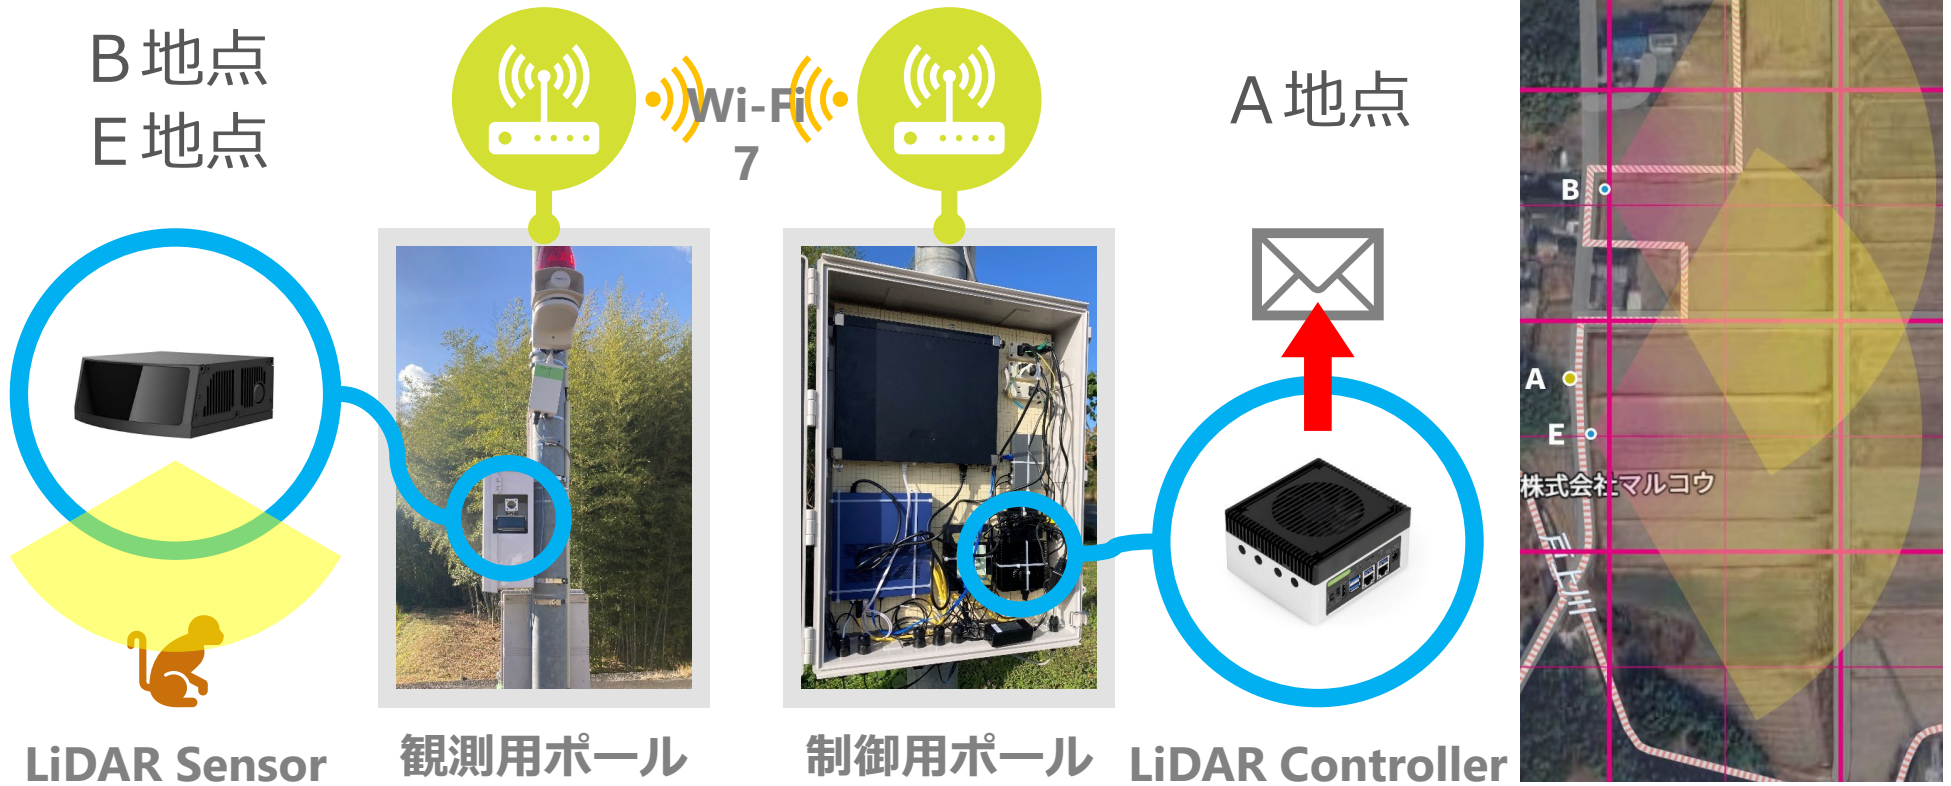 B地点
E地点
Wi-Fi
7
A地点
LiDAR Sensor
観測用ポール
制御用ポール
LiDAR Controller
B
A
E
株式会社マルコウ